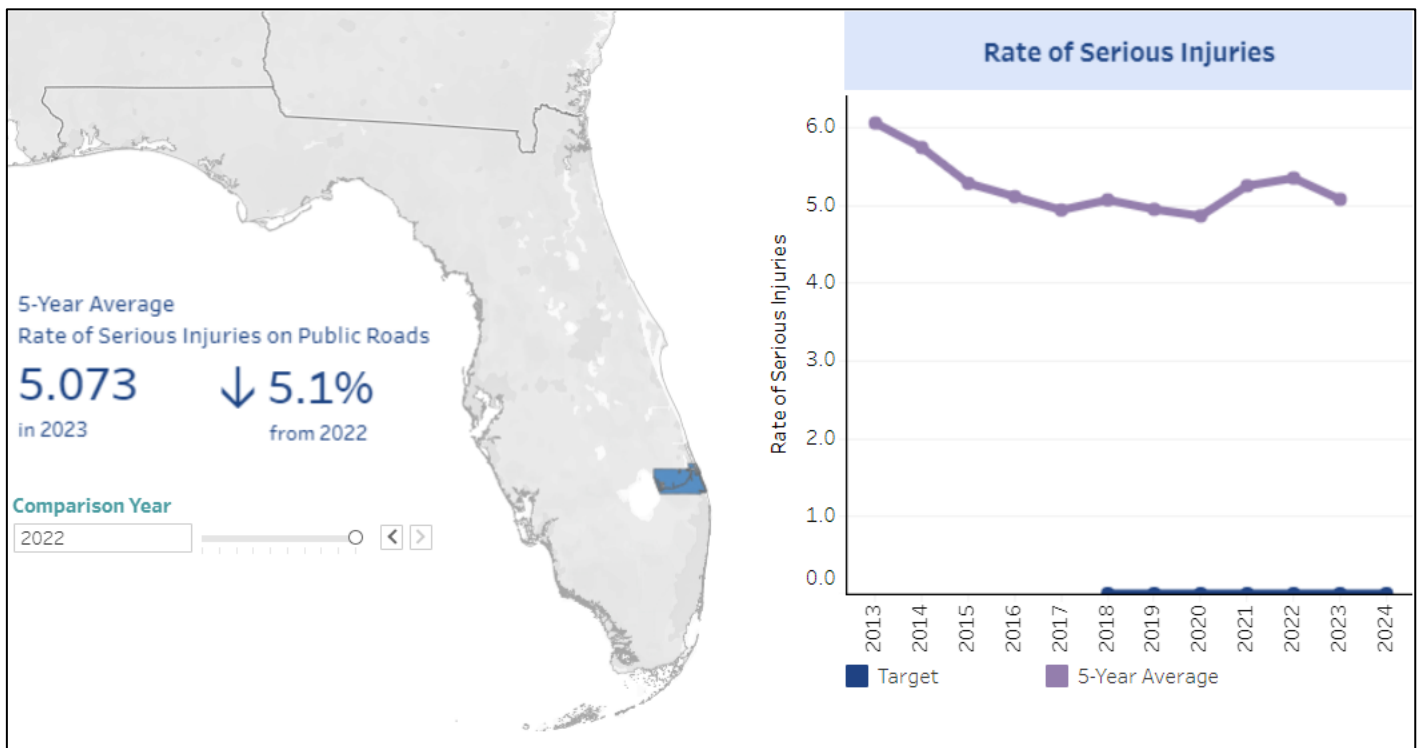 5-Year Average
Rate of Serious Injuries on Public Roads
5.073
↓ 5.1%
in 2023
from 2022
Comparison Year
2022
Rate of Serious Injuries
Rate of Serious Injuries
6.0
5.0
4.0
3.0
2.0
1.0
0.0
2013 2014 2015 2016 2017 2018 2019 2020 2021 2022 2023 2024
Target
5-Year Average